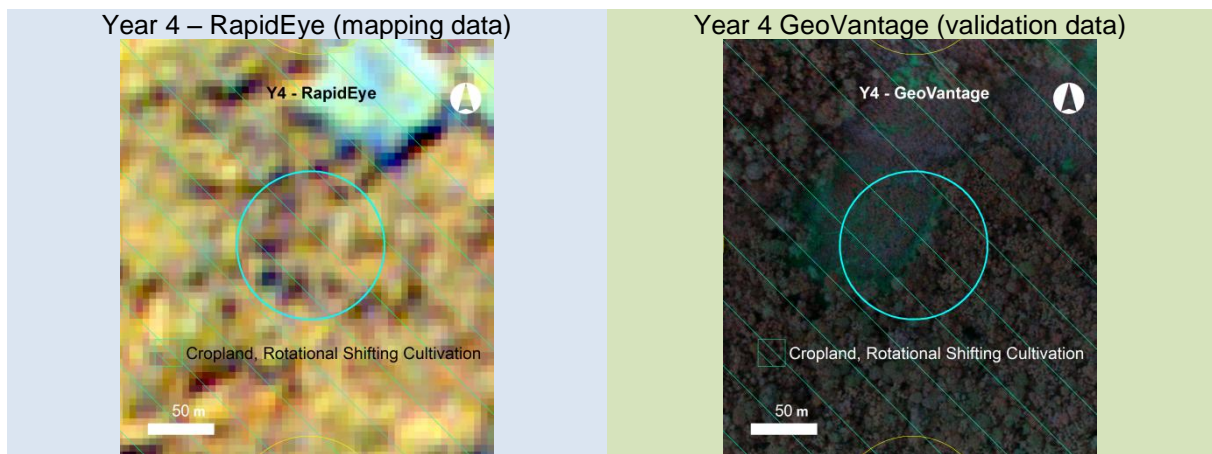 Year 4 – RapidEye (mapping data)
Year 4 GeoVantage (validation data)
Y4 - RapidEye
Y4 - GeoVantage
Cropland, Rotational Shifting Cultivation
Cropland, Rotational Shifting Cultivation
50 m
50 m